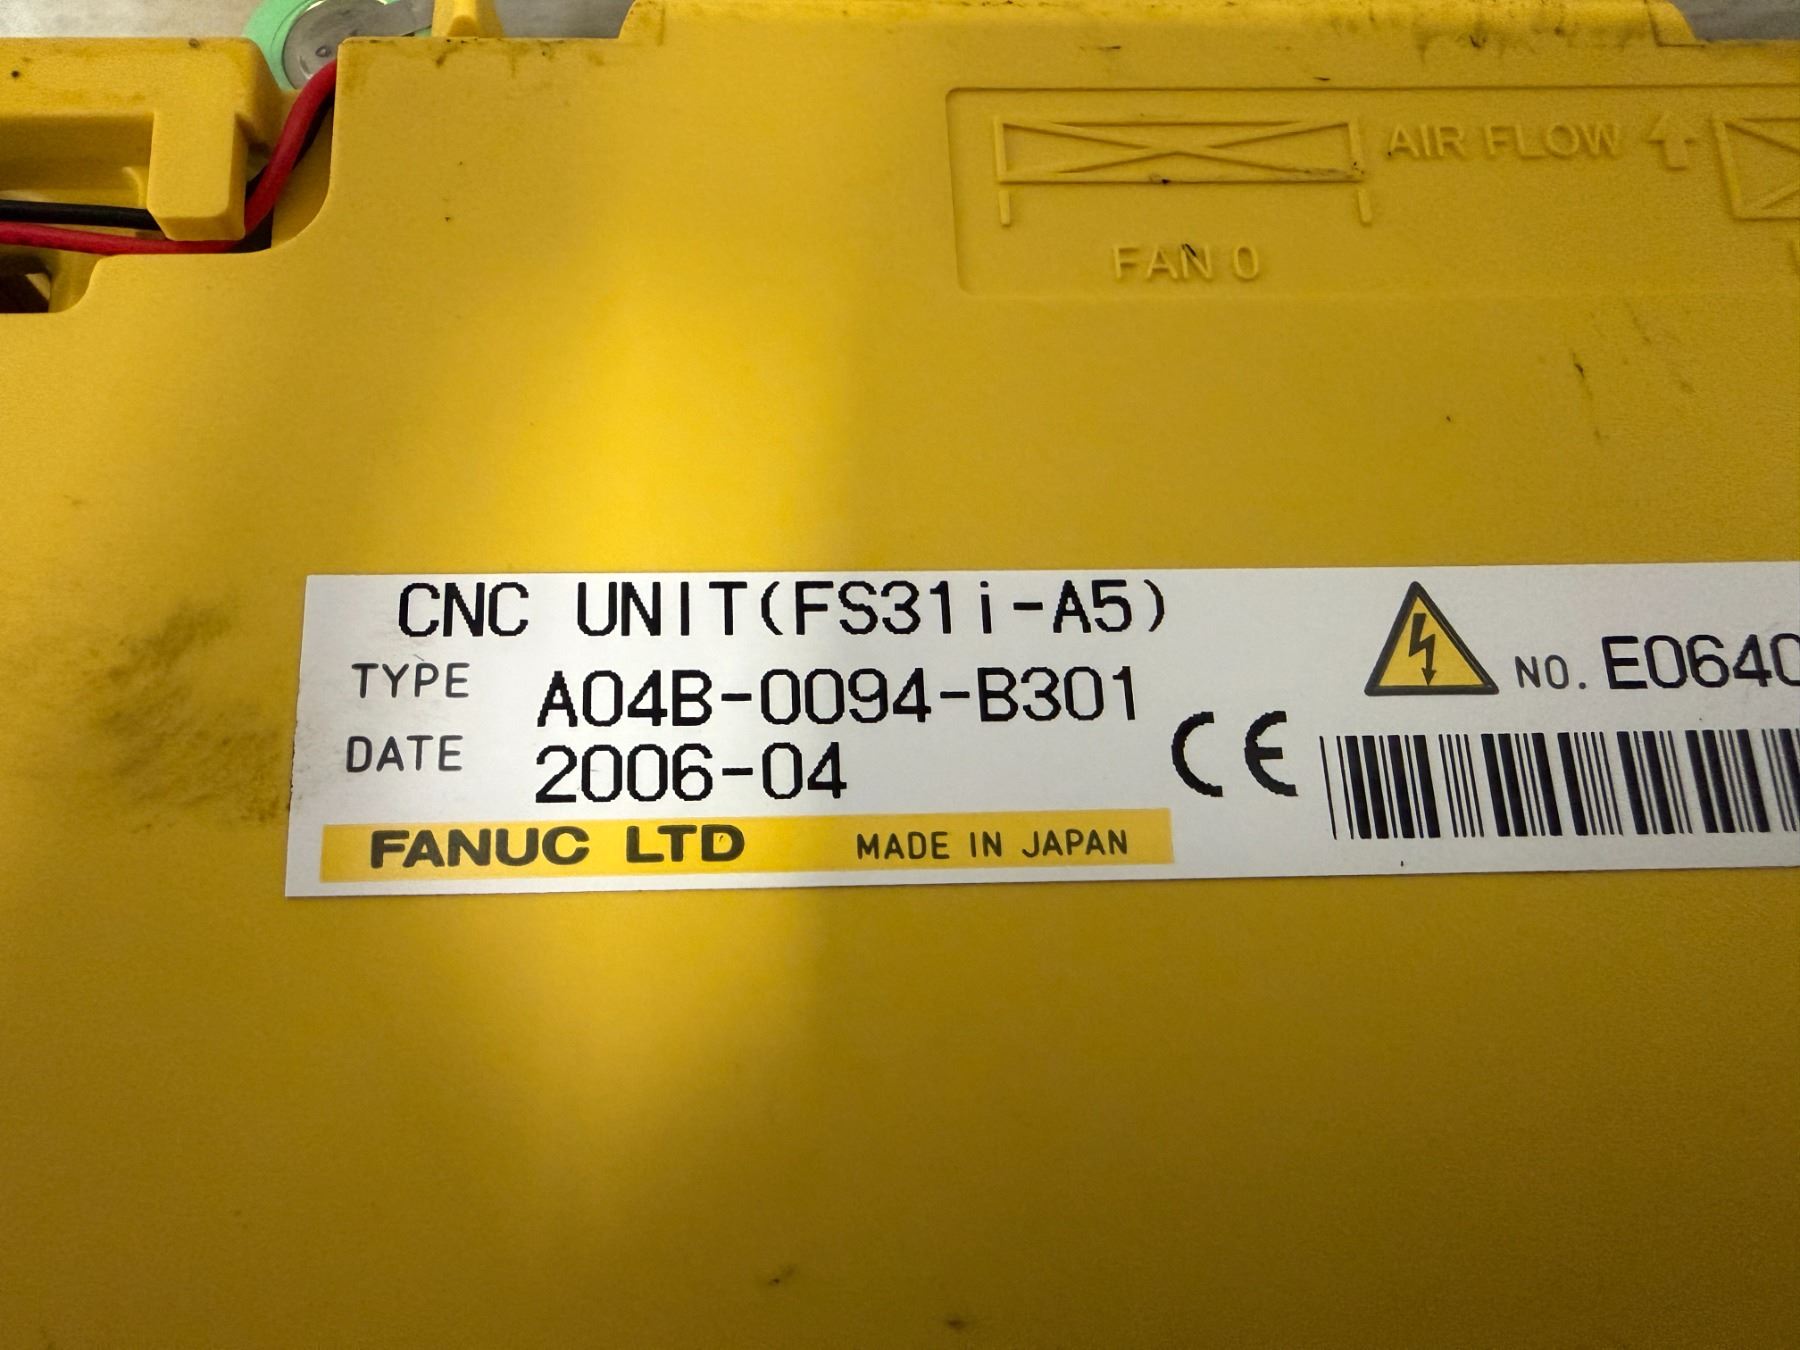 AIR FLOW ↑
FAN 0
CNC UNIT(FS31i-A5)
TYPE A04B-0094-B301
DATE 2006-04
NO. E0640
CE
FANUC LTD MADE IN JAPAN